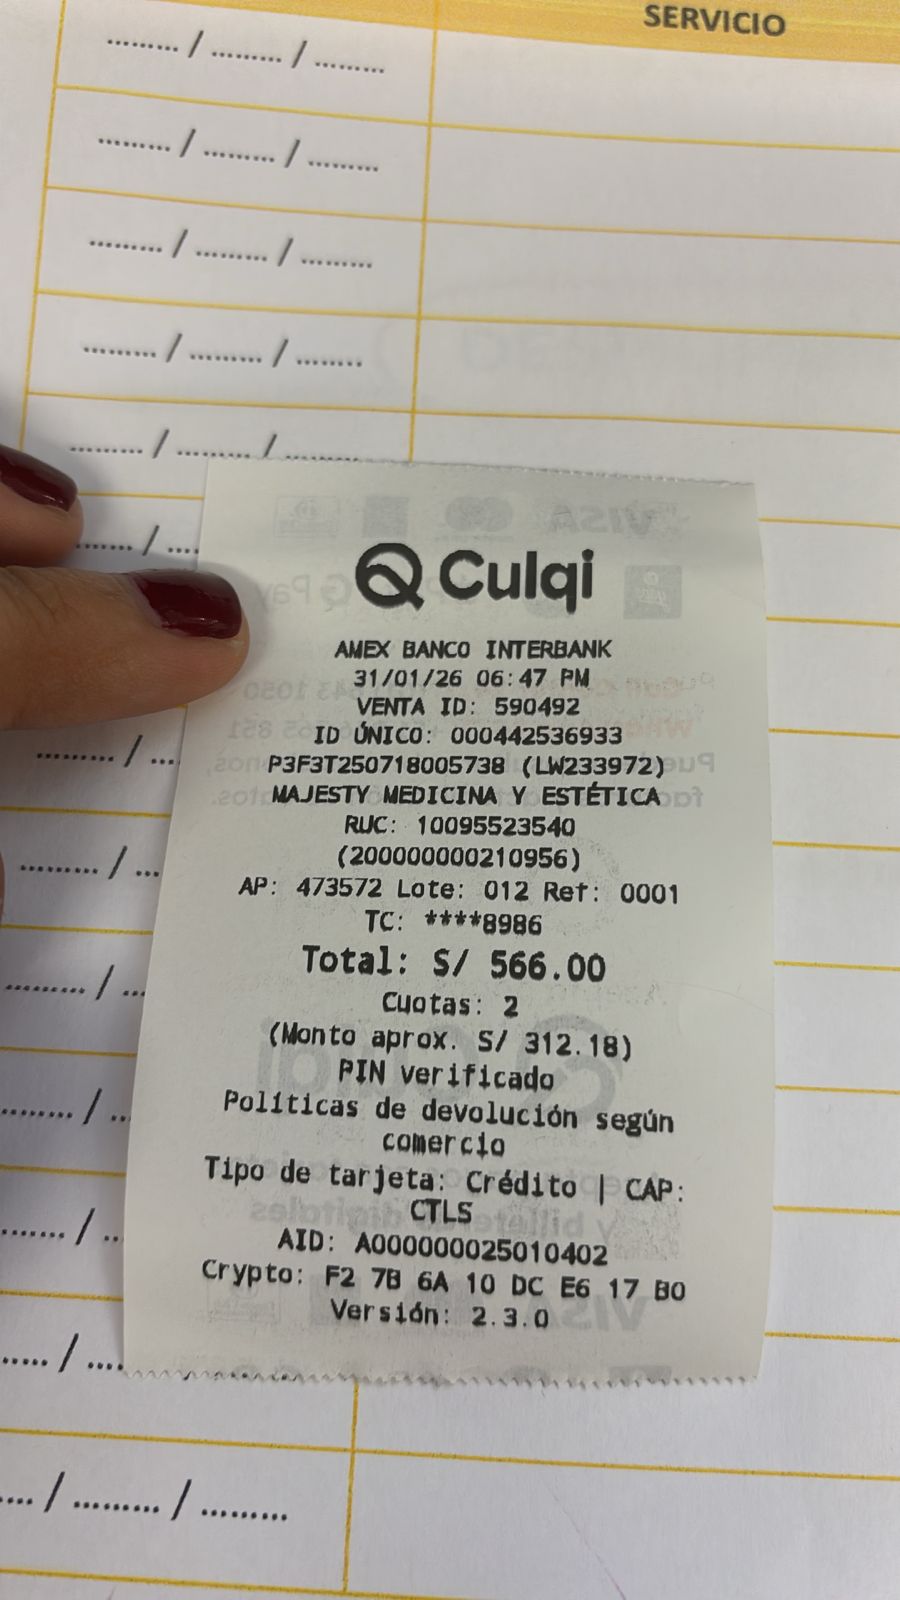 SERVICIO
Culqi
AMEX BANCO INTERBANK
31/01/26 06:47 PM
VENTA ID: 590492
ID ÚNICO: 000442536933
P3F3T250718005738 (LW233972)
MAJESTY MEDICINA Y ESTÉTICA
RUC: 10095523540
(200000000210956)
AP: 473572 Lote: 012 Ref: 0001
TC: ****8986
Total: S/ 566.00
Cuotas: 2
(Monto aprox. S/ 312.18)
PIN verificado
Políticas de devolución según
comercio
Tipo de tarjeta: Crédito | CAP:
CTLS
AID: A000000025010402
Crypto: F2 7B 6A 10 DC E6 17 B0
Versión: 2.3.0